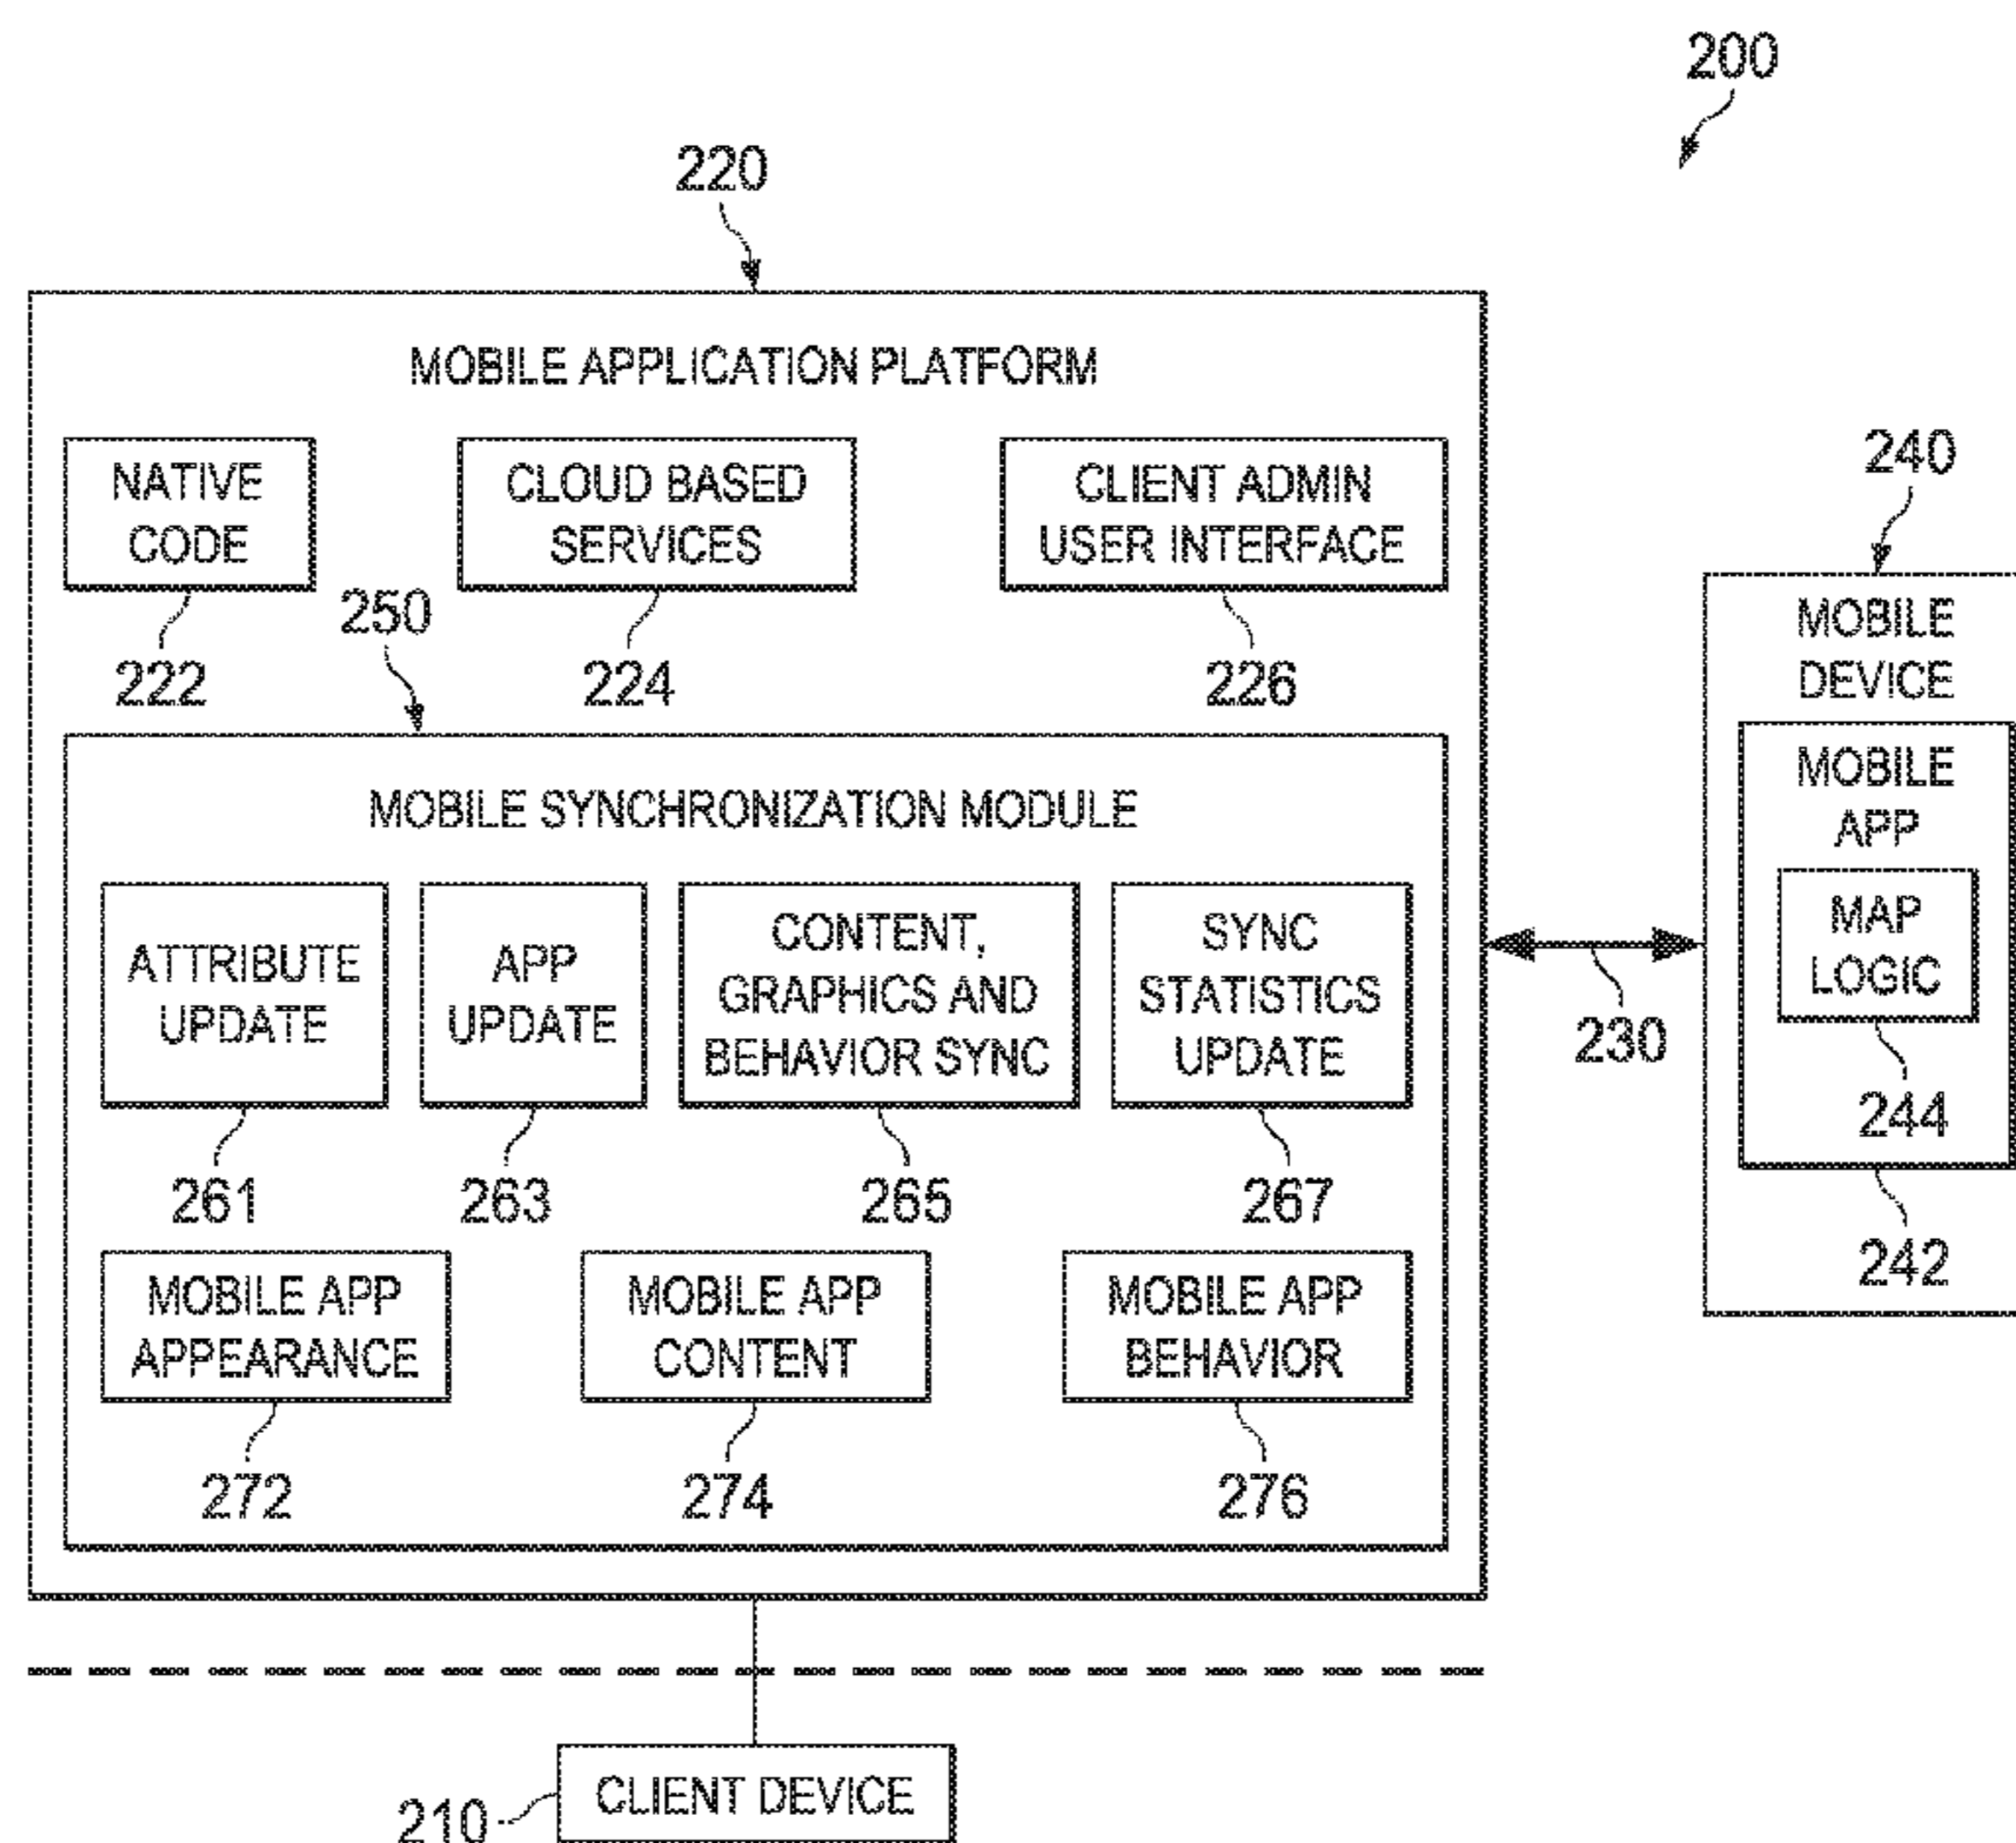 200
220
MOBILE APPLICATION PLATFORM
NATIVE
CODE
222
CLOUD BASED
SERVICES
224
CLIENT ADMIN
USER INTERFACE
226
250
MOBILE SYNCHRONIZATION MODULE
ATTRIBUTE
UPDATE
261
APP
UPDATE
263
CONTENT,
GRAPHICS AND
BEHAVIOR SYNC
265
SYNC
STATISTICS
UPDATE
267
MOBILE APP
APPEARANCE
272
MOBILE APP
CONTENT
274
MOBILE APP
BEHAVIOR
276
230
240
MOBILE
DEVICE
MOBILE
APP
MAP
LOGIC
244
242
210
CLIENT DEVICE